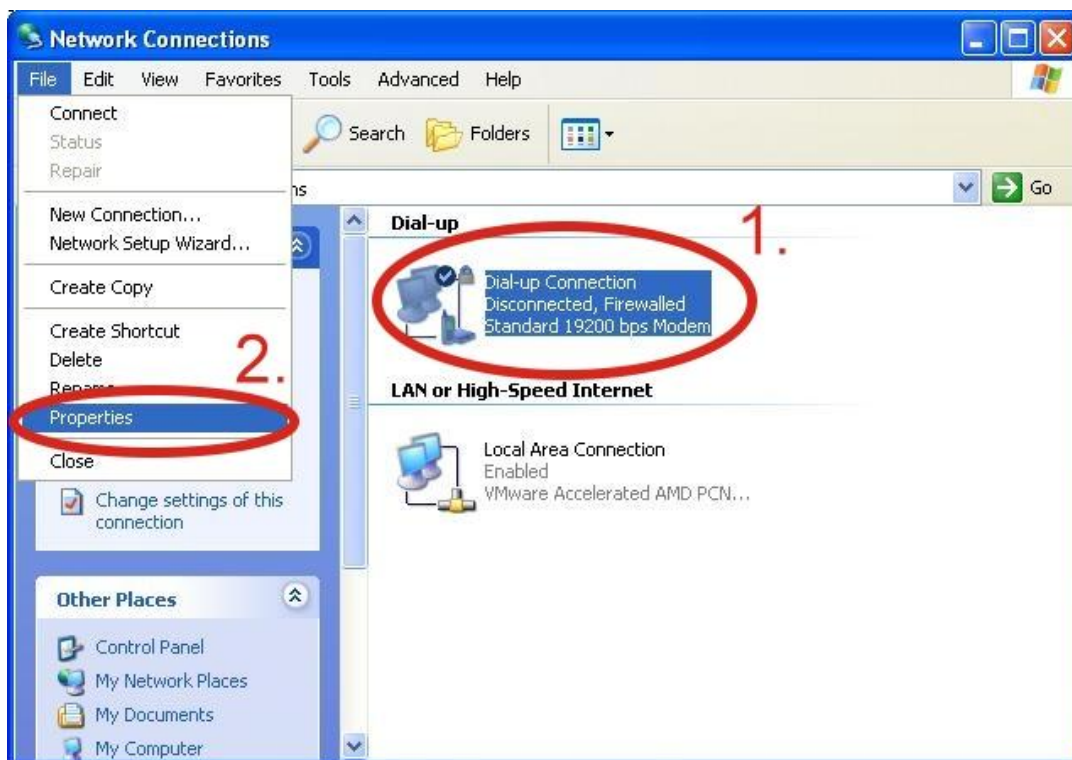 Network Connections
File Edit View Favorites Tools Advanced Help
Connect
Status
Repair
New Connection...
Network Setup Wizard...
Create Copy
Create Shortcut
Delete
Rename
Properties
Close
2.
Search Folders
ns
Go
Change settings of this
connection
Other Places
Control Panel
My Network Places
My Documents
My Computer
Dial-up
1.
Dial-up Connection
Disconnected, Firewalled
Standard 19200 bps Modem
LAN or High-Speed Internet
Local Area Connection
Enabled
VMware Accelerated AMD PCN...